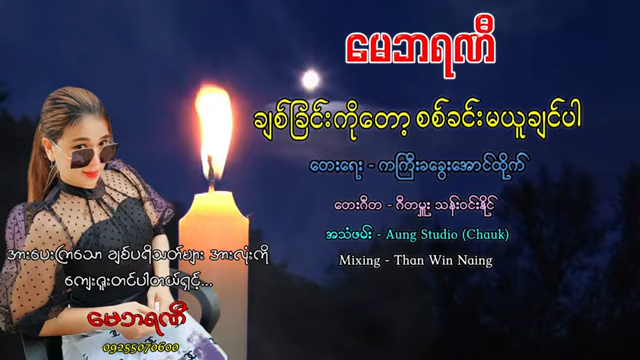 မေဘရဏီ
ချစ်ခြင်းကိုတော့ စစ်ခင်းမယူချင်ပါ
တေးရေး - ကကြီးခခွေးအောင်ထိုက်
တေးဂီတ - ဂီတမှူး သန်းဝင်းနိုင်
အသံဖမ်း - Aung Studio (Chauk)
Mixing - Than Win Naing
အားပေးကြသော ချစ်ပရိသတ်များ အားလုံးကို
ကျေးဇူးတင်ပါတယ်ရှင့်...
မေဘရဏီ
09255070600